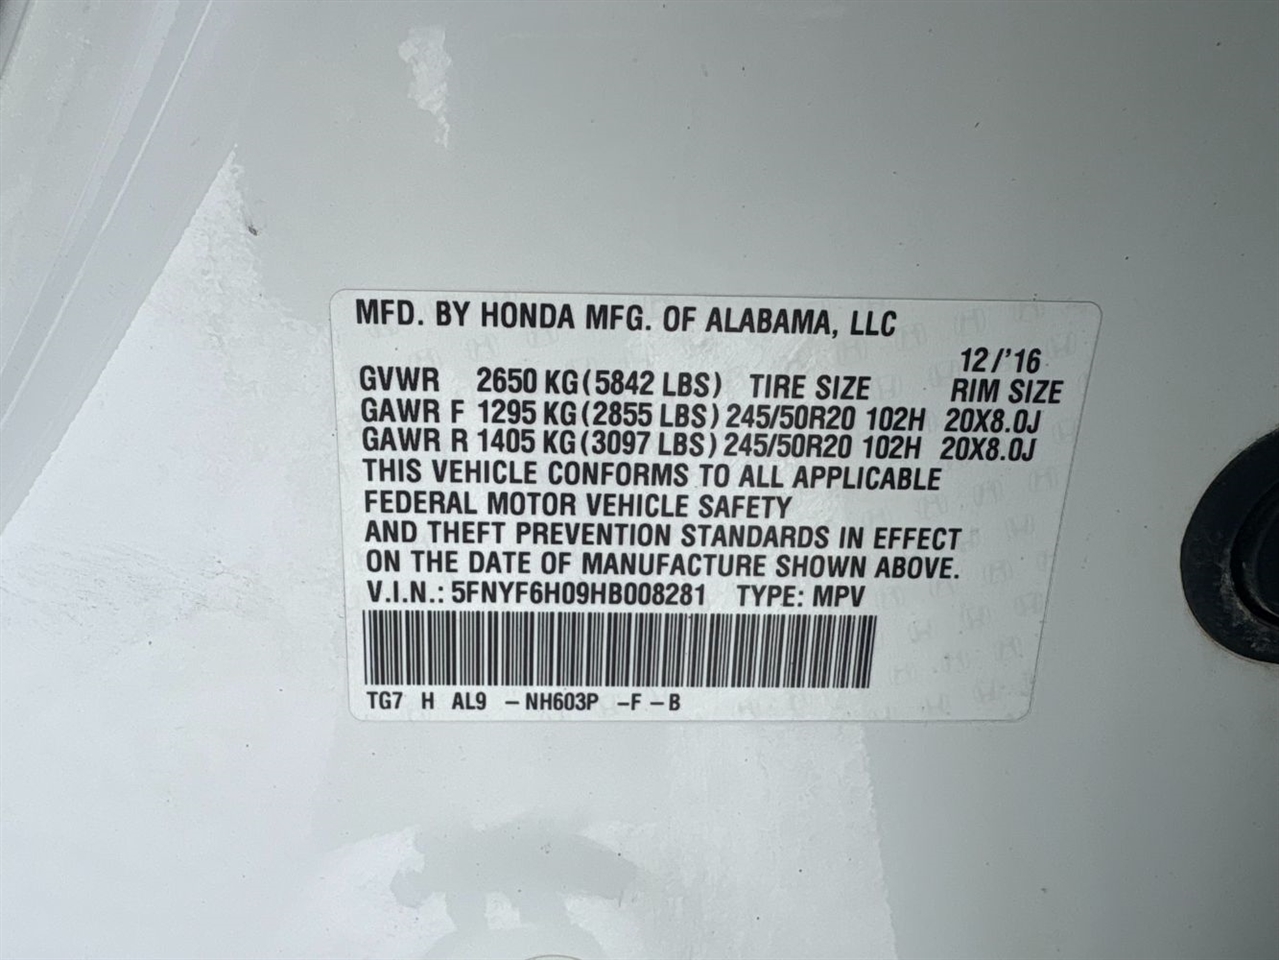 MFD. BY HONDA MFG. OF ALABAMA, LLC
12/'16
GVWR 2650 KG(5842 LBS) TIRE SIZE RIM SIZE
GAWR F 1295 KG(2855 LBS) 245/50R20 102H 20X8.0J
GAWR R 1405 KG(3097 LBS) 245/50R20 102H 20X8.0J
THIS VEHICLE CONFORMS TO ALL APPLICABLE
FEDERAL MOTOR VEHICLE SAFETY
AND THEFT PREVENTION STANDARDS IN EFFECT
ON THE DATE OF MANUFACTURE SHOWN ABOVE.
V.I.N.: 5FNYF6H09HB008281 TYPE: MPV
TG7 H AL9 -NH603P -F-B